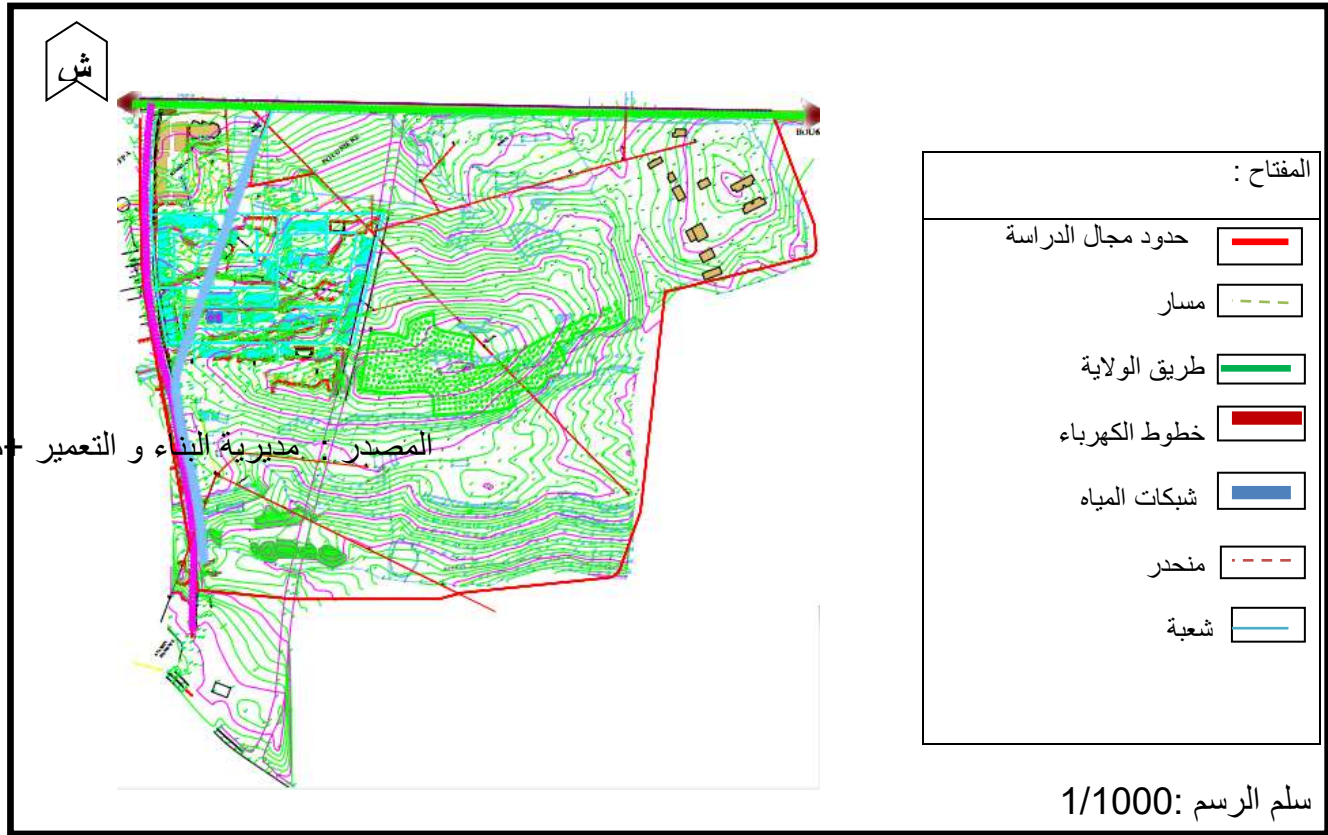 ش
BOU6
المفتاح :
حدود مجال الدراسة
مسار
طريق الولاية
خطوط الكهرباء
شبكات المياه
منحدر
شعبة
المصدر : مديرية البناء و التعمير +م
سلم الرسم :1/1000